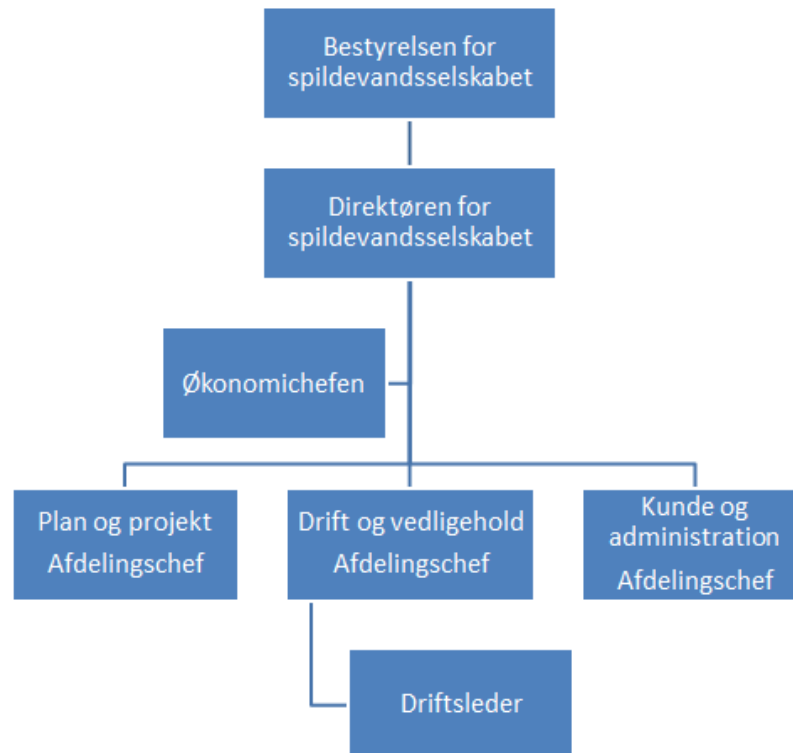 Bestyrelsen for
spildevandsselskabet
Direktøren for
spildevandsselskabet
Økonomichefen
Plan og projekt
Afdelingschef
Drift og vedligehold
Afdelingschef
Kunde og
administration
Afdelingschef
Driftsleder